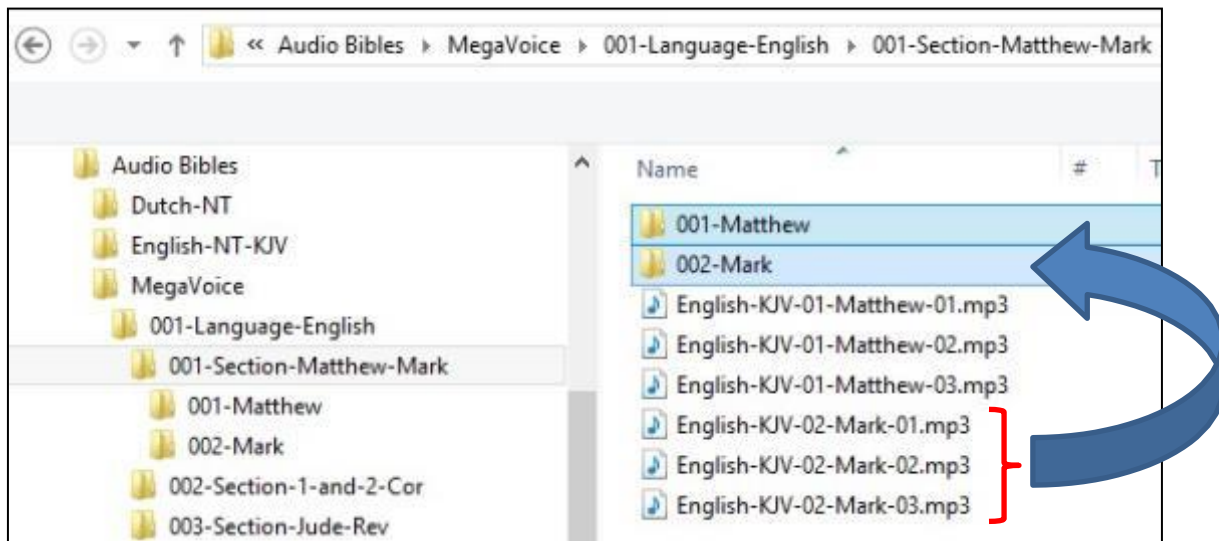 « Audio Bibles MegaVoice 001-Language-English 001-Section-Matthew-Mark
Audio Bibles
Dutch-NT
English-NT-KJV
MegaVoice
001-Language-English
001-Section-Matthew-Mark
001-Matthew
002-Mark
002-Section-1-and-2-Cor
003-Section-Jude-Rev
Name # T
001-Matthew
002-Mark
English-KJV-01-Matthew-01.mp3
English-KJV-01-Matthew-02.mp3
English-KJV-01-Matthew-03.mp3
English-KJV-02-Mark-01.mp3
English-KJV-02-Mark-02.mp3
English-KJV-02-Mark-03.mp3